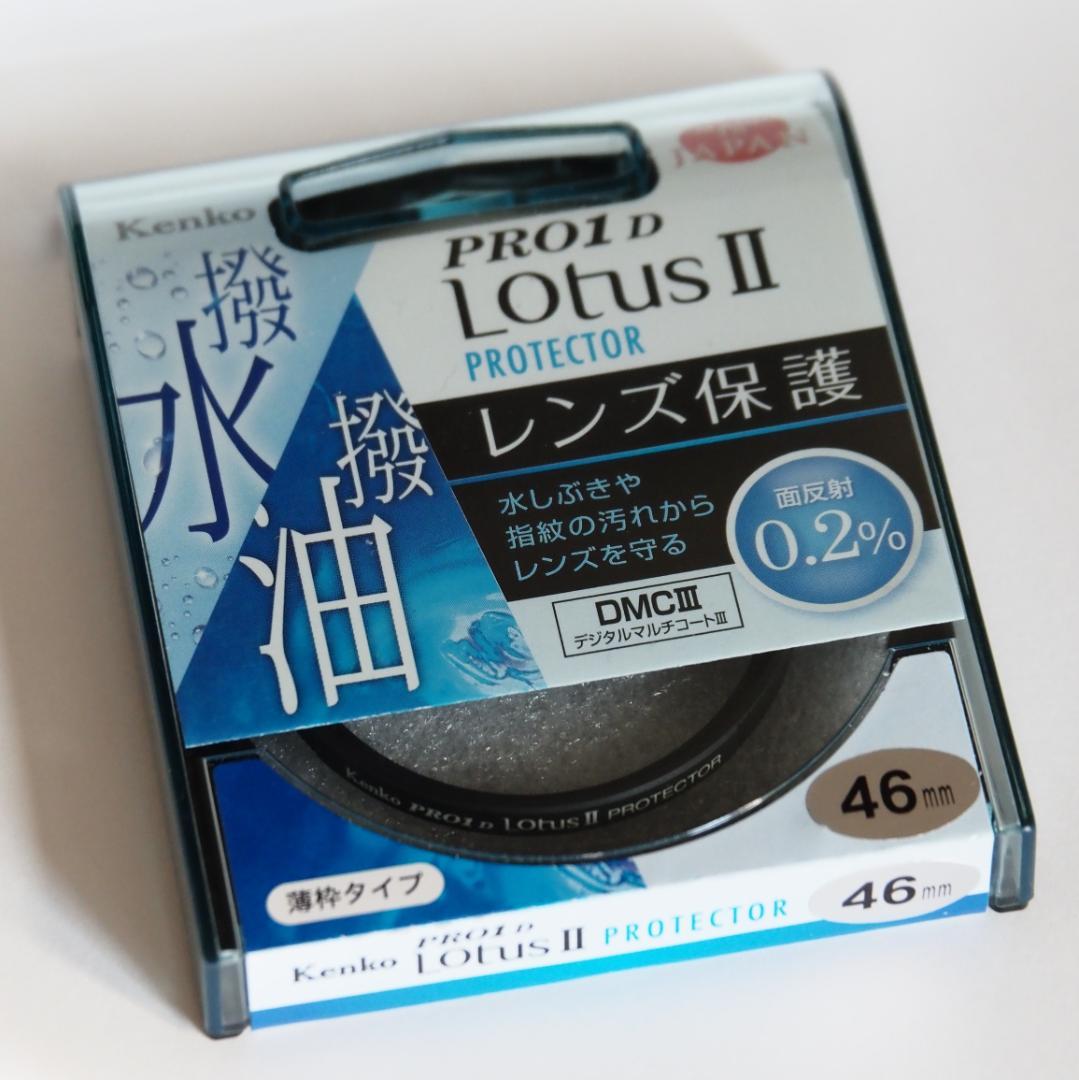 JAPAN
Kenko
PRO1D
Lotus II
PROTECTOR
撥水
撥油
レンズ保護
水しぶきや
指紋の汚れから
レンズを守る
面反射
0.2%
DMCIII
デジタルマルチコートIII
Kenko PRO1D Lotus II PROTECTOR
46mm
薄枠タイプ
Kenko PRO1D Lotus II PROTECTOR
46mm